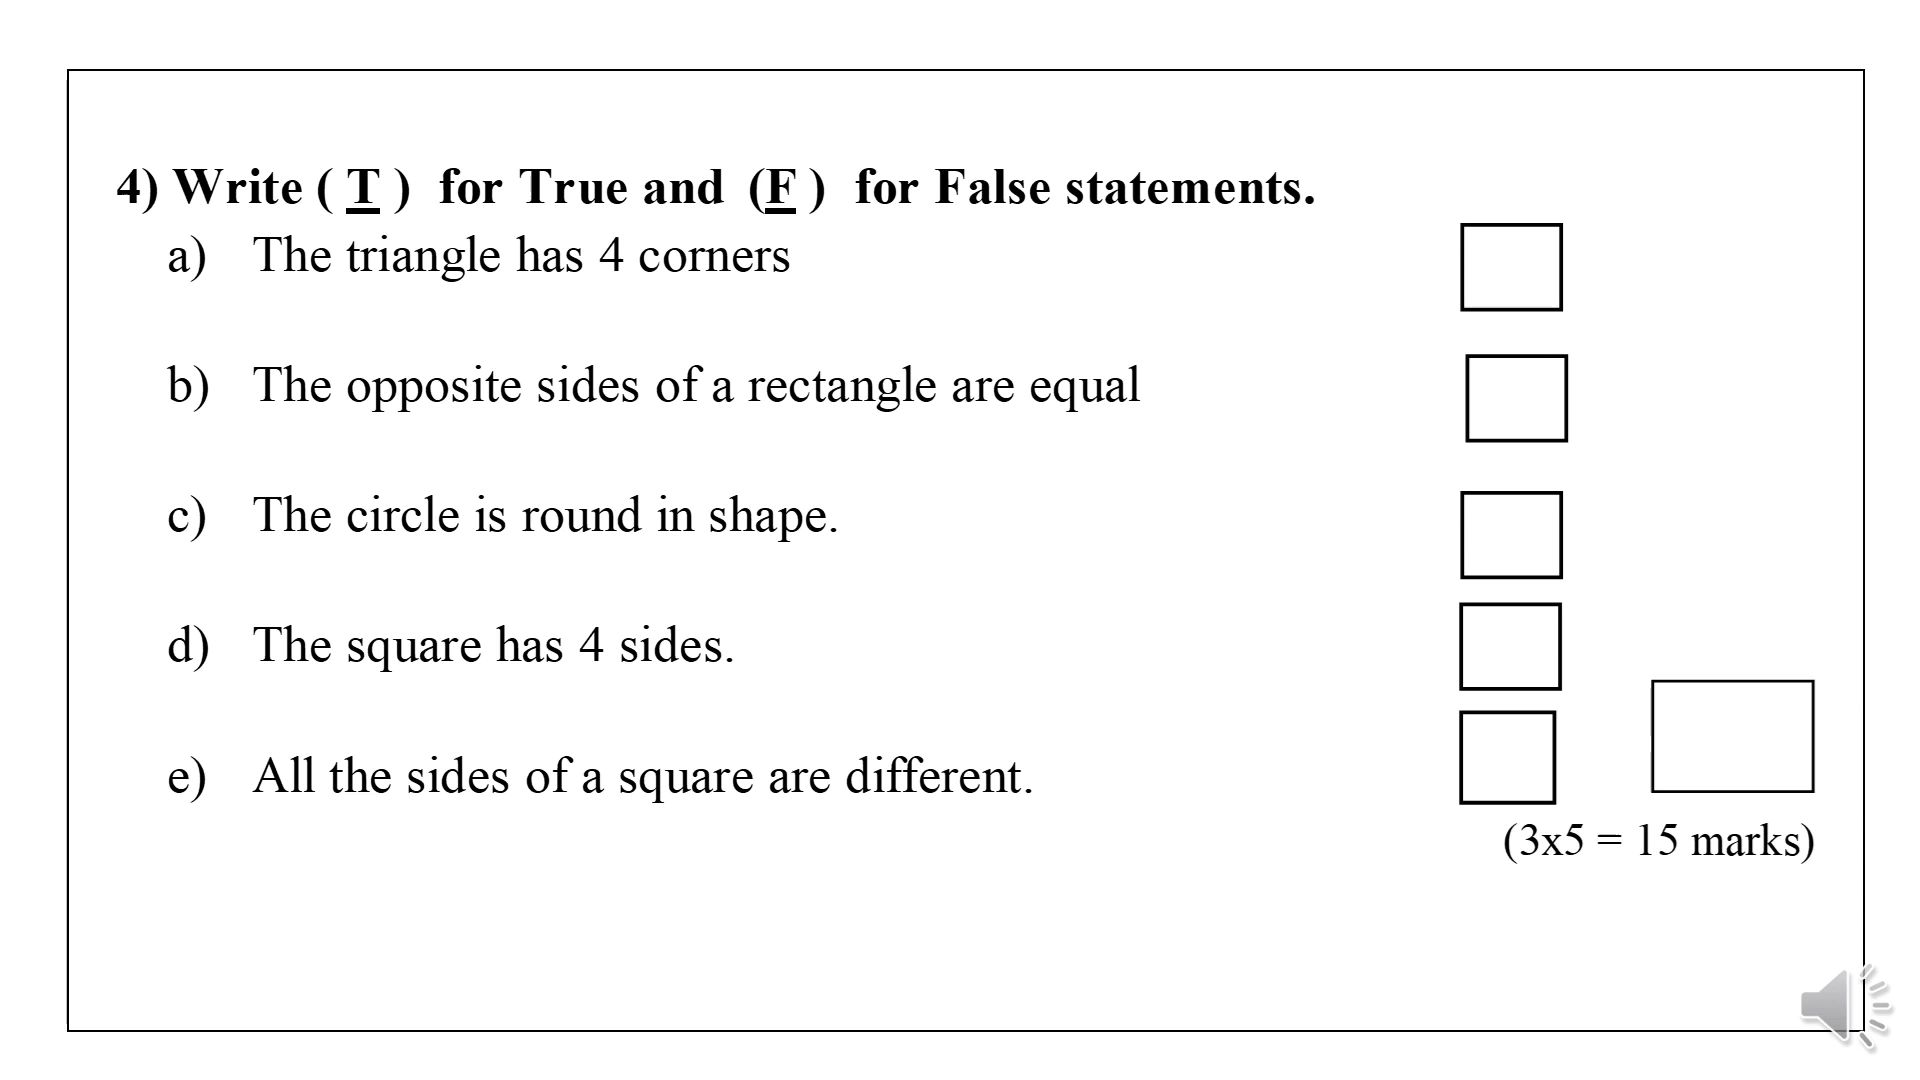 4) Write ( T ) for True and (F ) for False statements.
a) The triangle has 4 corners
b) The opposite sides of a rectangle are equal
c) The circle is round in shape.
d) The square has 4 sides.
e) All the sides of a square are different.
(3x5 = 15 marks)